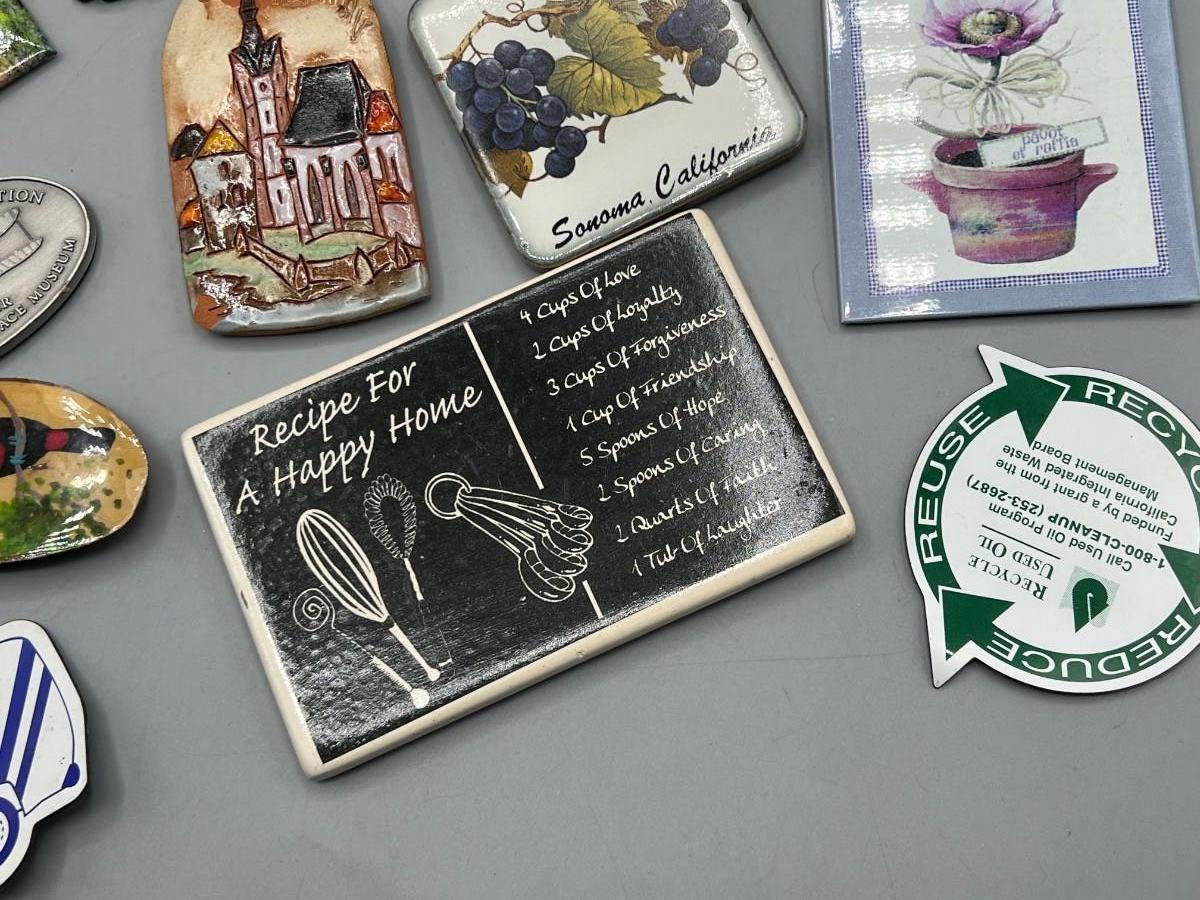 TION
R
ACE MUSEUM
Sonoma, California
pavot
et raffia
Recipe For
A Happy Home
4 Cups Of Love
2 Cups Of Loyalty
3 Cups Of Forgiveness
1 Cup Of Friendship
5 Spoons Of Hope
2 Spoons Of Caring
2 Quarts Of Faith
1 Tub Of Laughter
REUSE
RECYC
REDUCE
RECYCLE
USED OIL
Call Used Oil Program
1-800-CLEANUP (253-2687)
Funded by a grant from the
California Integrated Waste
Management Board